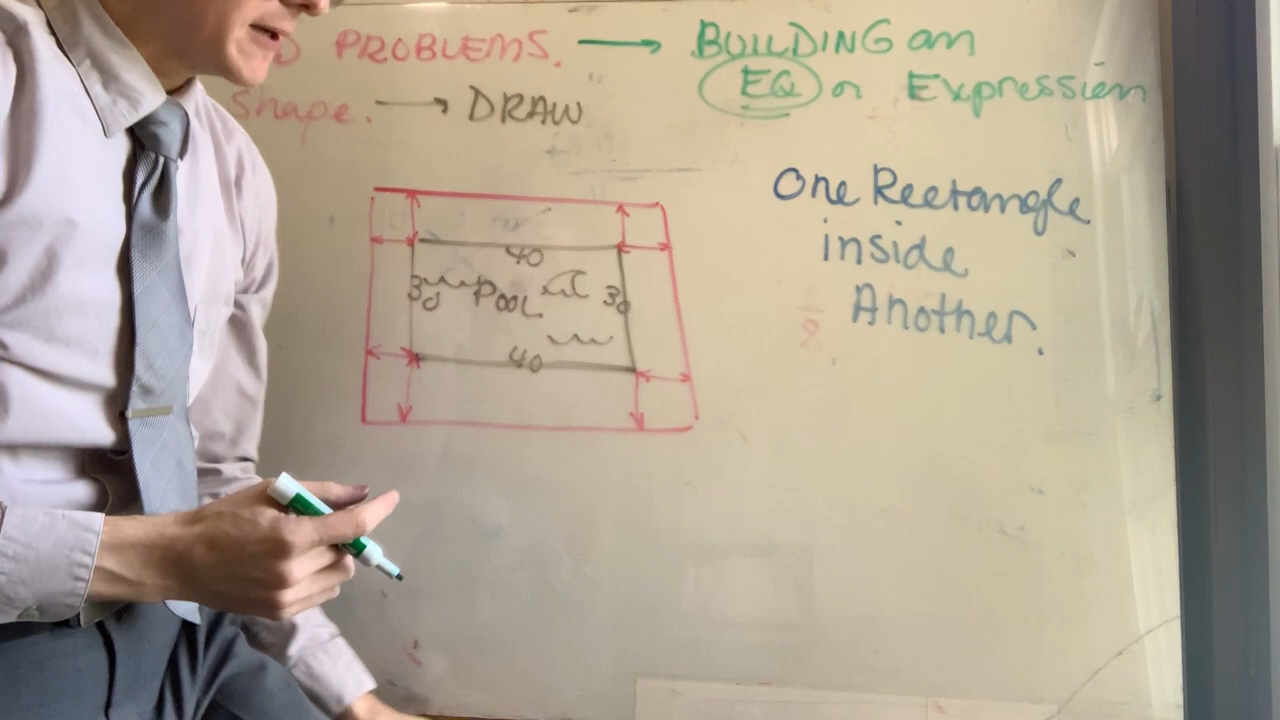 PROBLEMS. → BUILDING an
EQ or Expression
Shape. → DRAW
One Rectangle
inside
Another.
40
30 POOL 30
40